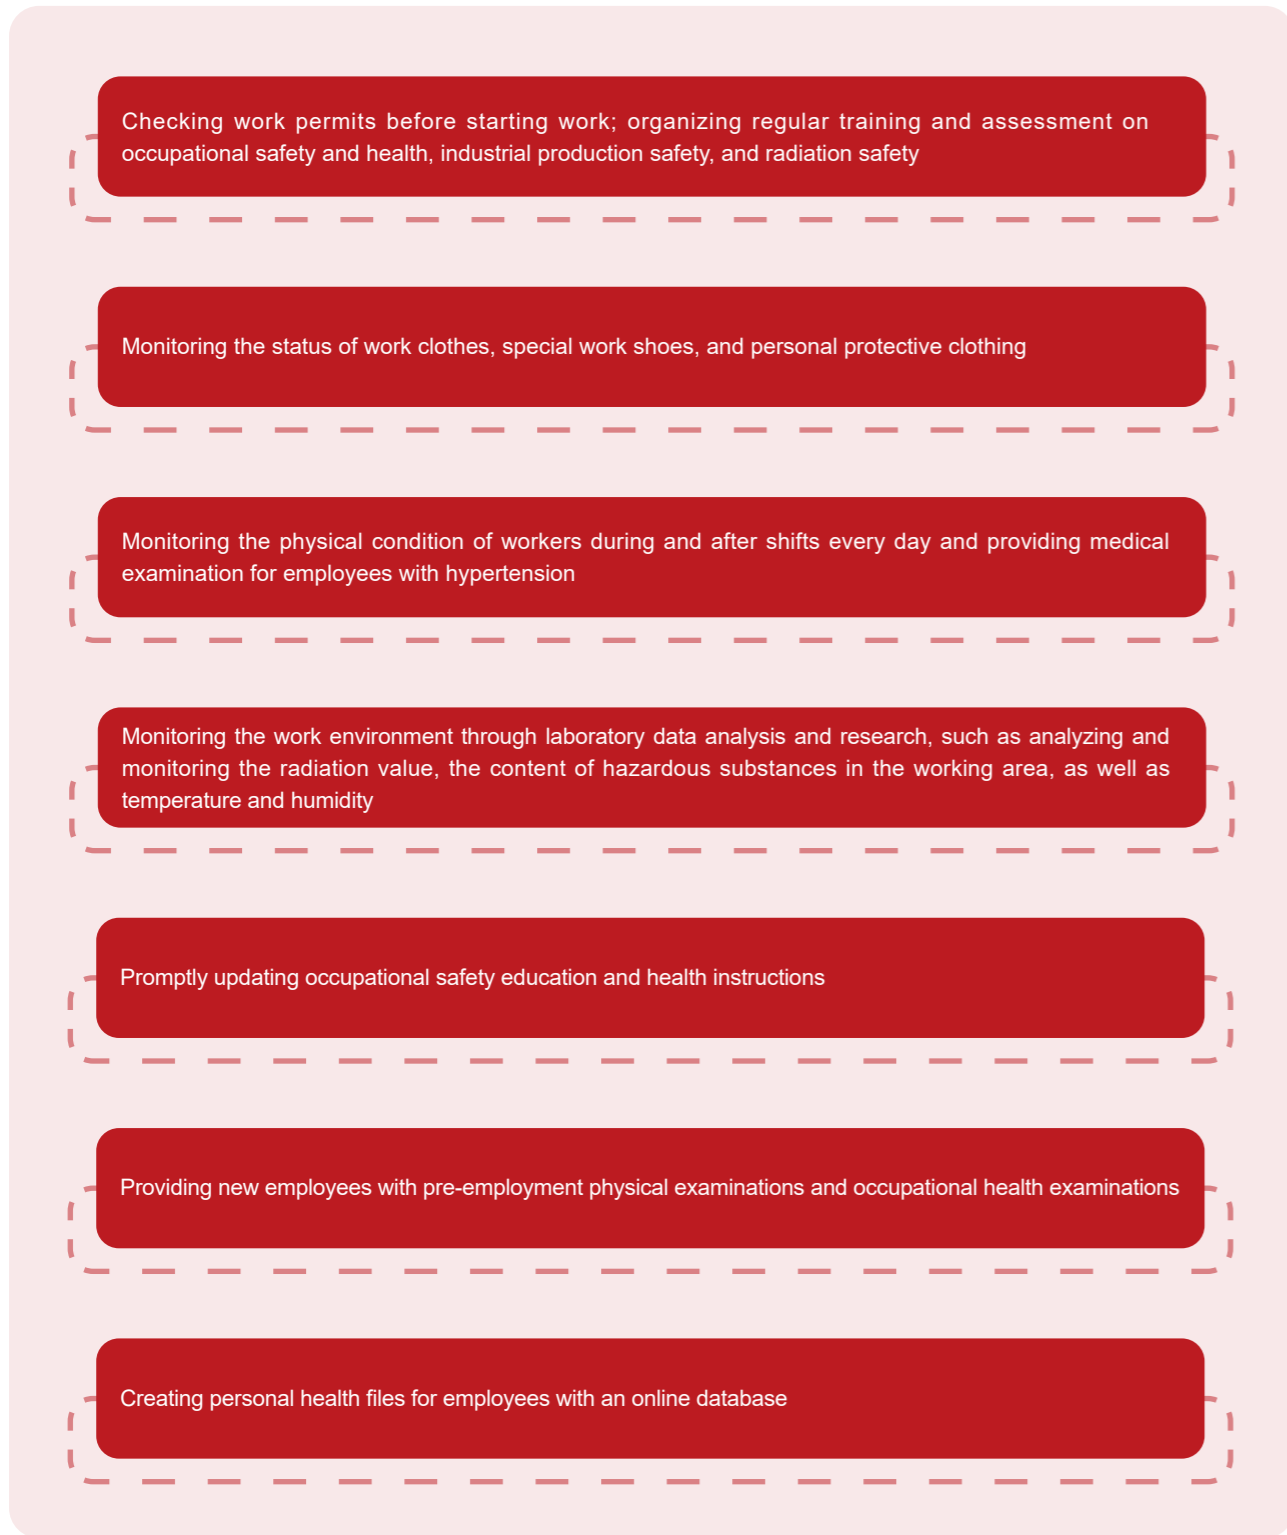 Checking work permits before starting work; organizing regular training and assessment on
occupational safety and health, industrial production safety, and radiation safety
Monitoring the status of work clothes, special work shoes, and personal protective clothing
Monitoring the physical condition of workers during and after shifts every day and providing medical
examination for employees with hypertension
Monitoring the work environment through laboratory data analysis and research, such as analyzing and
monitoring the radiation value, the content of hazardous substances in the working area, as well as
temperature and humidity
Promptly updating occupational safety education and health instructions
Providing new employees with pre-employment physical examinations and occupational health examinations
Creating personal health files for employees with an online database